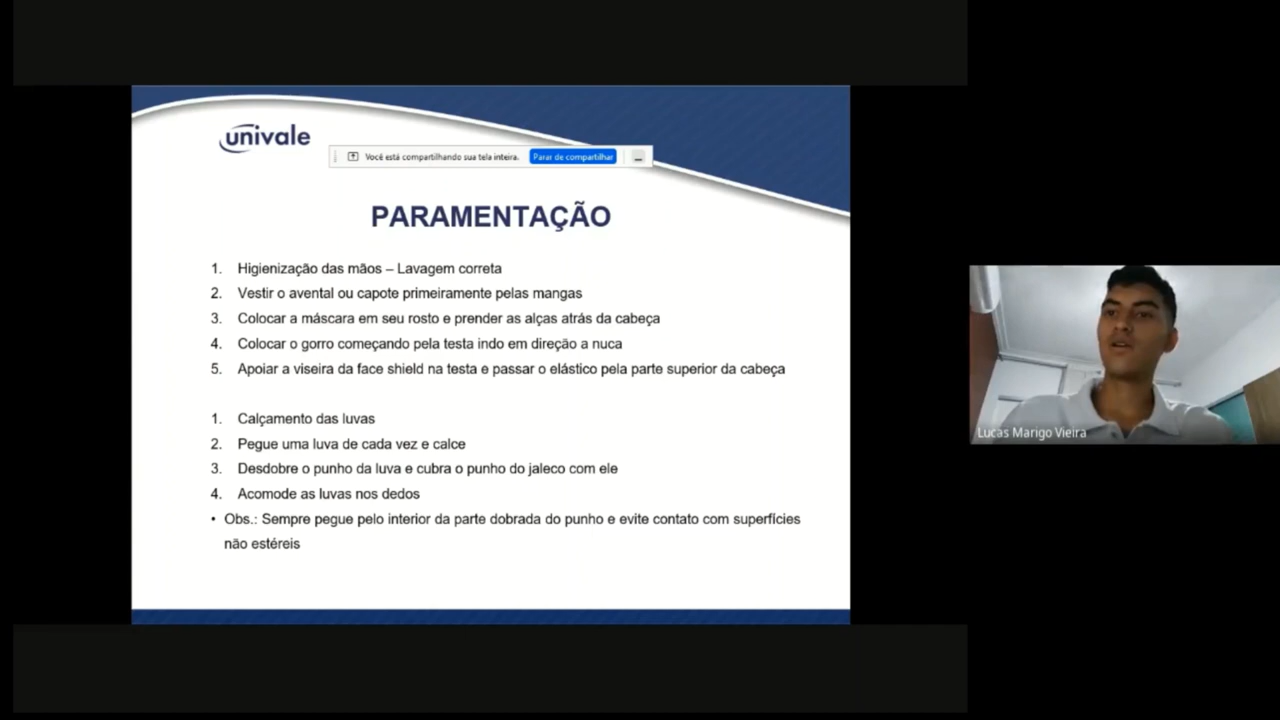 univale
Você está compartilhando sua tela inteira. Parar de compartilhar
PARAMENTAÇÃO
1. Higienização das mãos – Lavagem correta
2. Vestir o avental ou capote primeiramente pelas mangas
3. Colocar a máscara em seu rosto e prender as alças atrás da cabeça
4. Colocar o gorro começando pela testa indo em direção a nuca
5. Apoiar a viseira da face shield na testa e passar o elástico pela parte superior da cabeça
1. Calçamento das luvas
2. Pegue uma luva de cada vez e calce
3. Desdobre o punho da luva e cubra o punho do jaleco com ele
4. Acomode as luvas nos dedos
• Obs.: Sempre pegue pelo interior da parte dobrada do punho e evite contato com superfícies
não estéreis
Lucas Marigo Vieira